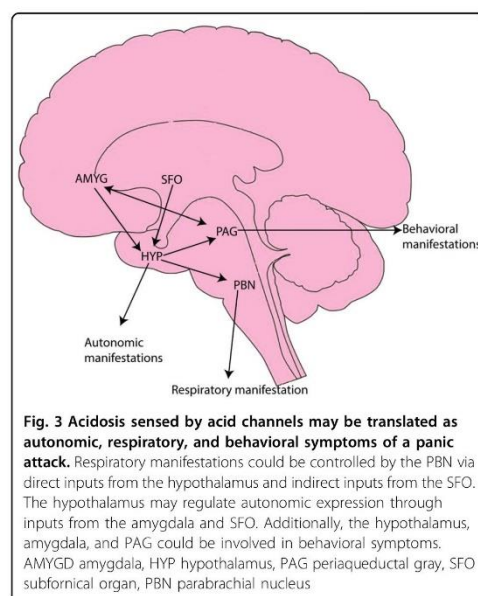 AMYG
SFO
PAG
Behavioral
manifestations
HYP
PBN
Autonomic
manifestations
Respiratory manifestation
Fig. 3 Acidosis sensed by acid channels may be translated as
autonomic, respiratory, and behavioral symptoms of a panic
attack. Respiratory manifestations could be controlled by the PBN via
direct inputs from the hypothalamus and indirect inputs from the SFO.
The hypothalamus may regulate autonomic expression through
inputs from the amygdala and SFO. Additionally, the hypothalamus,
amygdala, and PAG could be involved in behavioral symptoms.
AMYGD amygdala, HYP hypothalamus, PAG periaqueductal gray, SFO
subfornical organ, PBN parabrachial nucleus